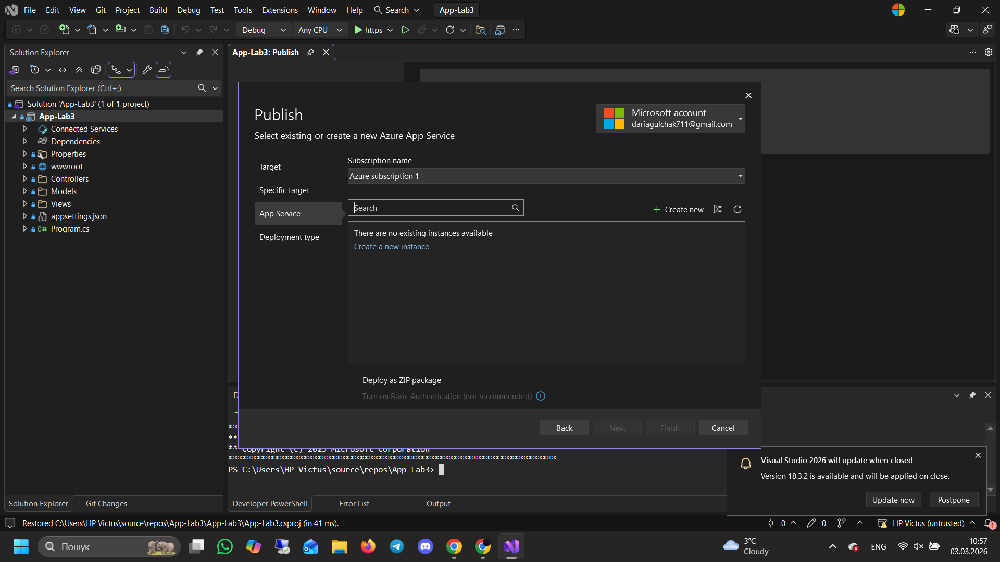 File Edit View Git Project Build Debug Test Tools Extensions Window Help Search App-Lab3
Debug Any CPU https
Solution Explorer
App-Lab3: Publish
Search Solution Explorer (Ctrl+;)
Solution 'App-Lab3' (1 of 1 project)
App-Lab3
Connected Services
Dependencies
Properties
wwwroot
Controllers
Models
Views
appsettings.json
C# Program.cs
Publish
Microsoft account
dariagulchak711@gmail.com
Select existing or create a new Azure App Service
Target
Specific target
App Service
Deployment type
Subscription name
Azure subscription 1
Search
Create new
There are no existing instances available
Create a new instance
Deploy as ZIP package
Turn on Basic Authentication (not recommended)
Back Next Finish Cancel
D
**
**
** Copyright (c) 2025 Microsoft Corporation
**********************************************************************
PS C:\Users\HP Victus\source\repos\App-Lab3>
Visual Studio 2026 will update when closed
Version 18.3.2 is available and will be applied on close.
Update now Postpone
Solution Explorer Git Changes
Developer PowerShell Error List Output
Restored C:\Users\HP Victus\source\repos\App-Lab3\App-Lab3\App-Lab3.csproj (in 41 ms).
0 0 HP Victus (untrusted) 1
Пошук
3°C
Cloudy
ENG
10:57
03.03.2026